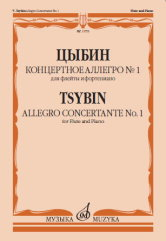 V. Tsybin Allegro Concertante No. 1 Flute and Piano
ЦЫБИН
КОНЦЕРТНОЕ АЛЛЕГРО № 1
для флейты и фортепиано
TSYBIN
ALLEGRO CONCERTANTE No. 1
for Flute and Piano
МУЗЫКА MUZYKA